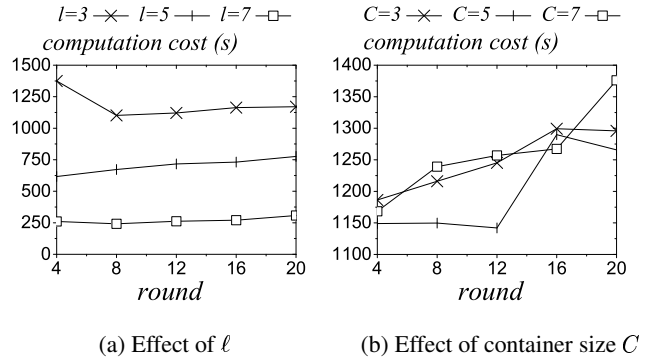 l=3 l=5 l=7
computation cost (s)
1500
1250
1000
750
500
250
0
4 8 12 16 20
round
(a) Effect of ℓ
C=3 C=5 C=7
computation cost (s)
1400
1350
1300
1250
1200
1150
1100
4 8 12 16 20
round
(b) Effect of container size C